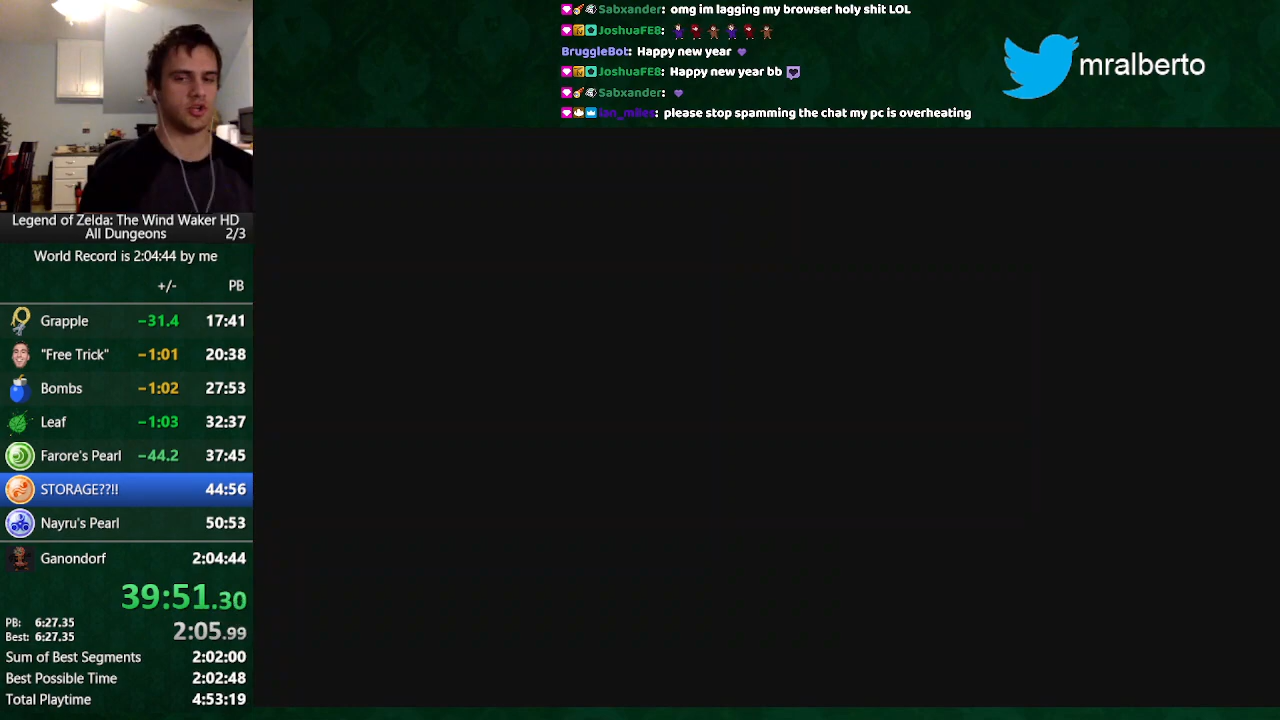 Sabxander: omg im lagging my browser holy shit LOL
JoshuaFE8:
BruggleBot: Happy new year
JoshuaFE8: Happy new year bb
Sabxander:
ian_miles: please stop spamming the chat my pc is overheating
mralberto
Legend of Zelda: The Wind Waker HD
All Dungeons 2/3
World Record is 2:04:44 by me
+/- PB
Grapple −31.4 17:41
"Free Trick" −1:01 20:38
Bombs −1:02 27:53
Leaf −1:03 32:37
Farore's Pearl −44.2 37:45
STORAGE??!! 44:56
Nayru's Pearl 50:53
Ganondorf 2:04:44
39:51.30
PB: 6:27.35
Best: 6:27.35
2:05.99
Sum of Best Segments 2:02:00
Best Possible Time 2:02:48
Total Playtime 4:53:19